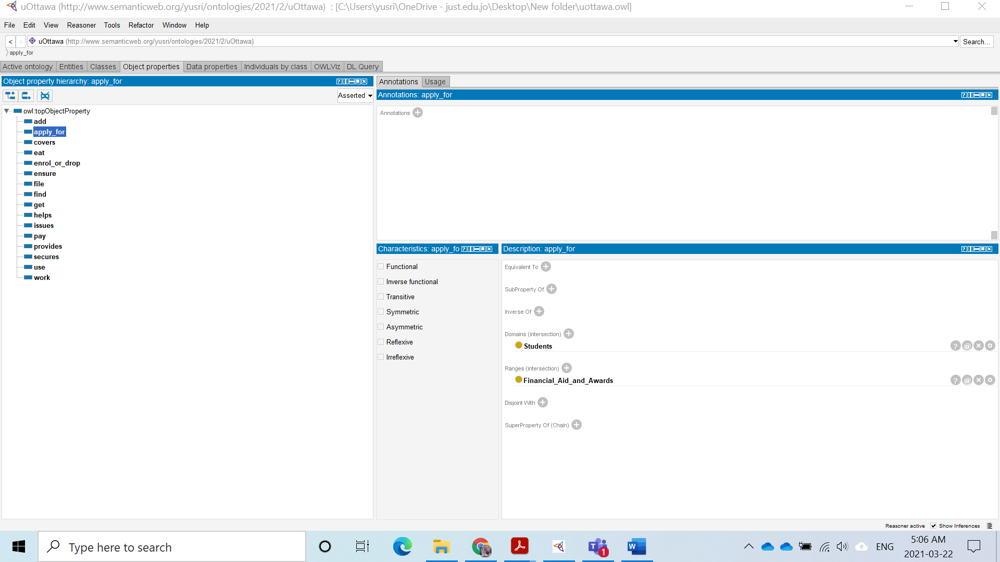 uOttawa (http://www.semanticweb.org/yusri/ontologies/2021/2/uOttawa) : [C:\Users\yusri\OneDrive - just.edu.jo\Desktop\New folder\uottawa.owl]
File Edit View Reasoner Tools Refactor Window Help
< > uOttawa (http://www.semanticweb.org/yusri/ontologies/2021/2/uOttawa) Search...
apply_for
Active ontology Entities Classes Object properties Data properties Individuals by class OWLViz DL Query
Object property hierarchy: apply_for
Asserted
owl:topObjectProperty
add
apply_for
covers
eat
enrol_or_drop
ensure
file
find
get
helps
issues
pay
provides
secures
use
work
Annotations Usage
Annotations: apply_for
Annotations
Characteristics: apply_fo
Functional
Inverse functional
Transitive
Symmetric
Asymmetric
Reflexive
Irreflexive
Description: apply_for
Equivalent To
SubProperty Of
Inverse Of
Domains (intersection)
Students
Ranges (intersection)
Financial_Aid_and_Awards
Disjoint With
SuperProperty Of (Chain)
Reasoner active Show Inferences
Type here to search
1
ENG
5:06 AM
2021-03-22